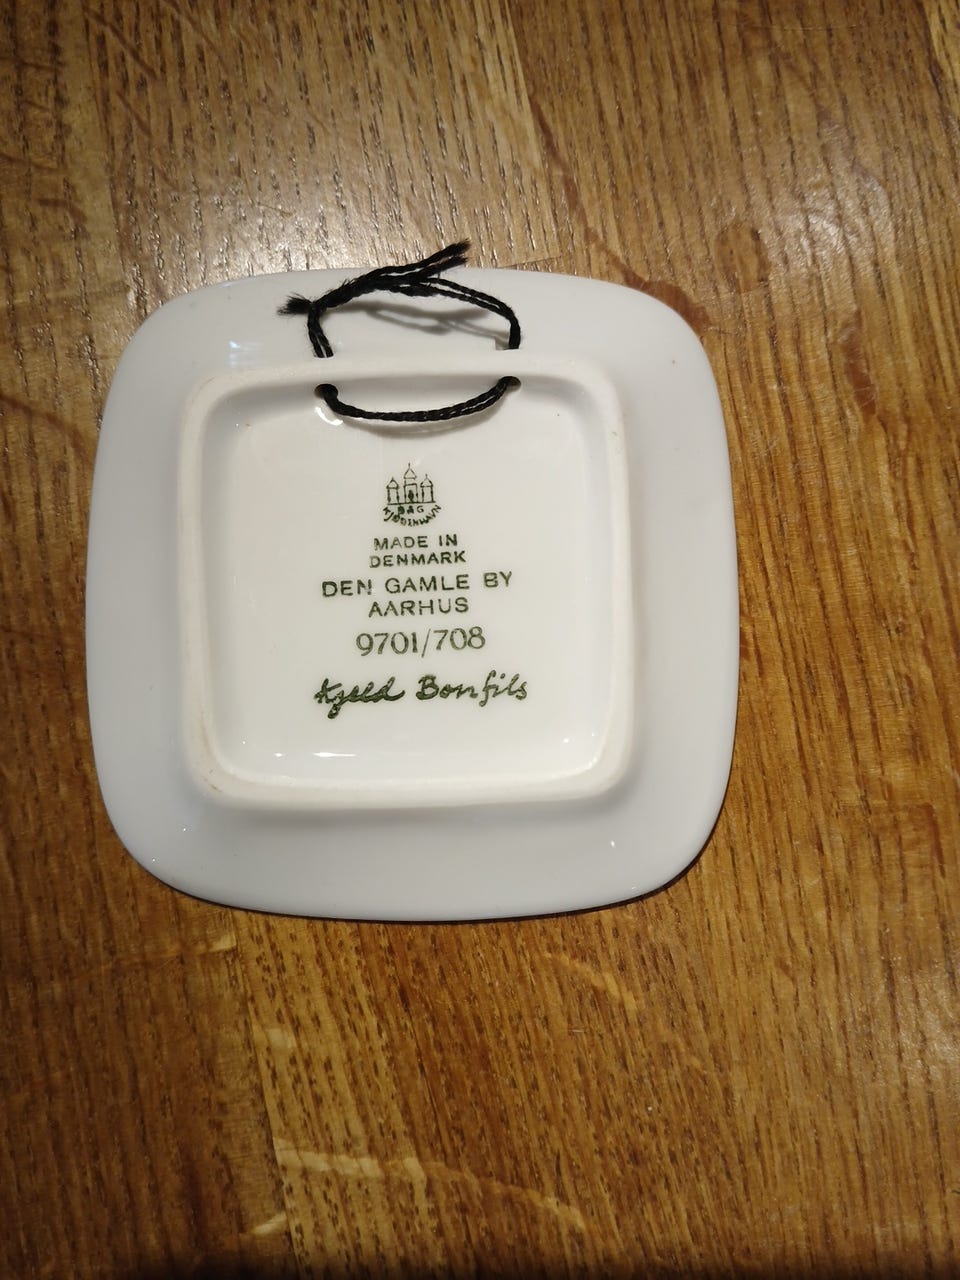 B&G
KJØBENHAVN
MADE IN
DENMARK
DEN GAMLE BY
AARHUS
9701/708
Kjeld Bonfils